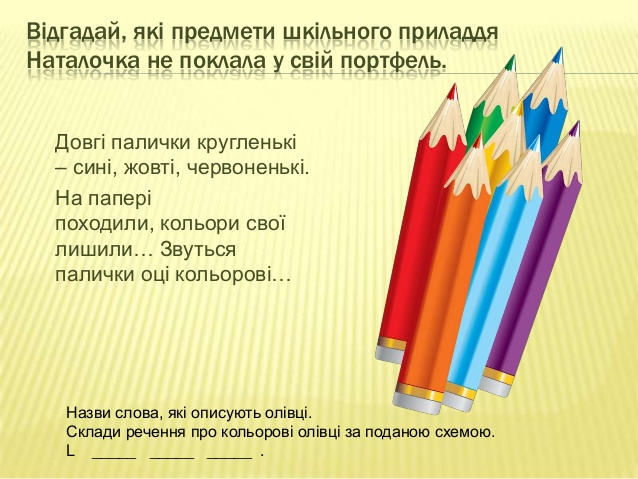 Відгадай, які предмети шкільного приладдя
Наталочка не поклала у свій портфель.
Довгі палички кругленькі
– сині, жовті, червоненькі.
На папері
походили, кольори свої
лишили… Звуться
палички оці кольорові…
Назви слова, які описують олівці.
Склади речення про кольорові олівці за поданою схемою.
L _____ _____ _____ .